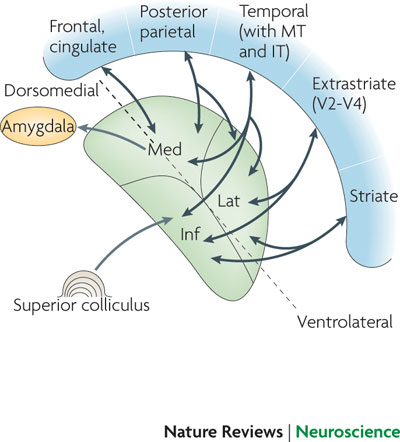 Frontal,
cingulate
Posterior
parietal
Temporal
(with MT
and IT)
Extrastriate
(V2–V4)
Striate
Dorsomedial
Amygdala
Med
Lat
Inf
Superior colliculus
Ventrolateral
Nature Reviews | Neuroscience